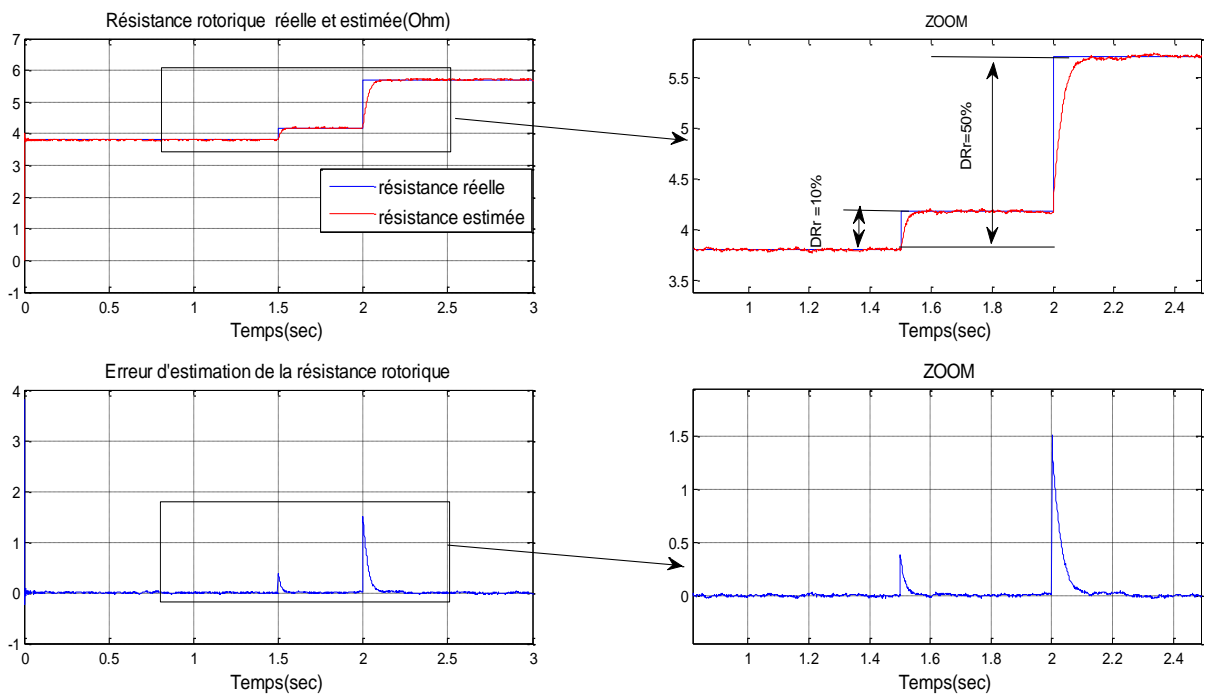 Résistance rotorique réelle et estimée(Ohm)
7
6
5
4
3
2
1
0
-1
0 0.5 1 1.5 2 2.5 3
Temps(sec)
résistance réelle
résistance estimée
ZOOM
5.5
5
4.5
4
3.5
1 1.2 1.4 1.6 1.8 2 2.2 2.4
Temps(sec)
DRr =10%
DRr=50%
Erreur d'estimation de la résistance rotorique
4
3
2
1
0
-1
0 0.5 1 1.5 2 2.5 3
Temps(sec)
ZOOM
1.5
1
0.5
0
1 1.2 1.4 1.6 1.8 2 2.2 2.4
Temps(sec)